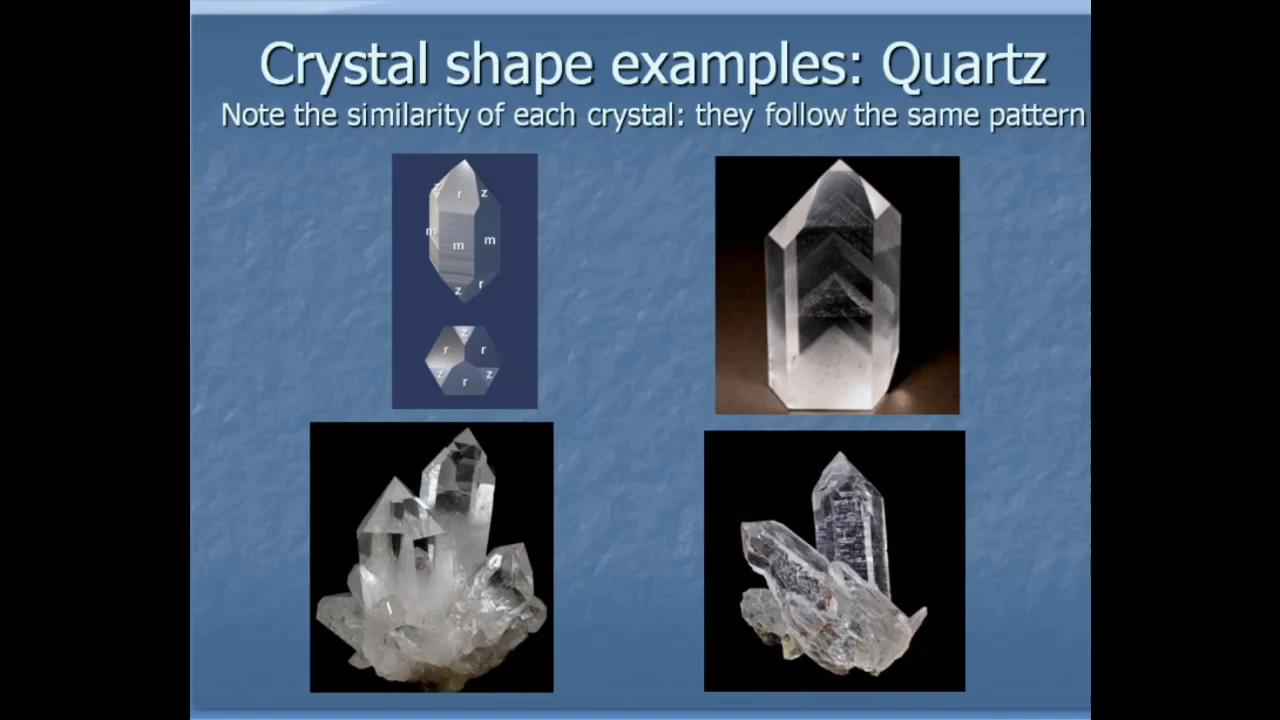 Crystal shape examples: Quartz
Note the similarity of each crystal: they follow the same pattern
z r z
m m m
z r
z
r r
z r z